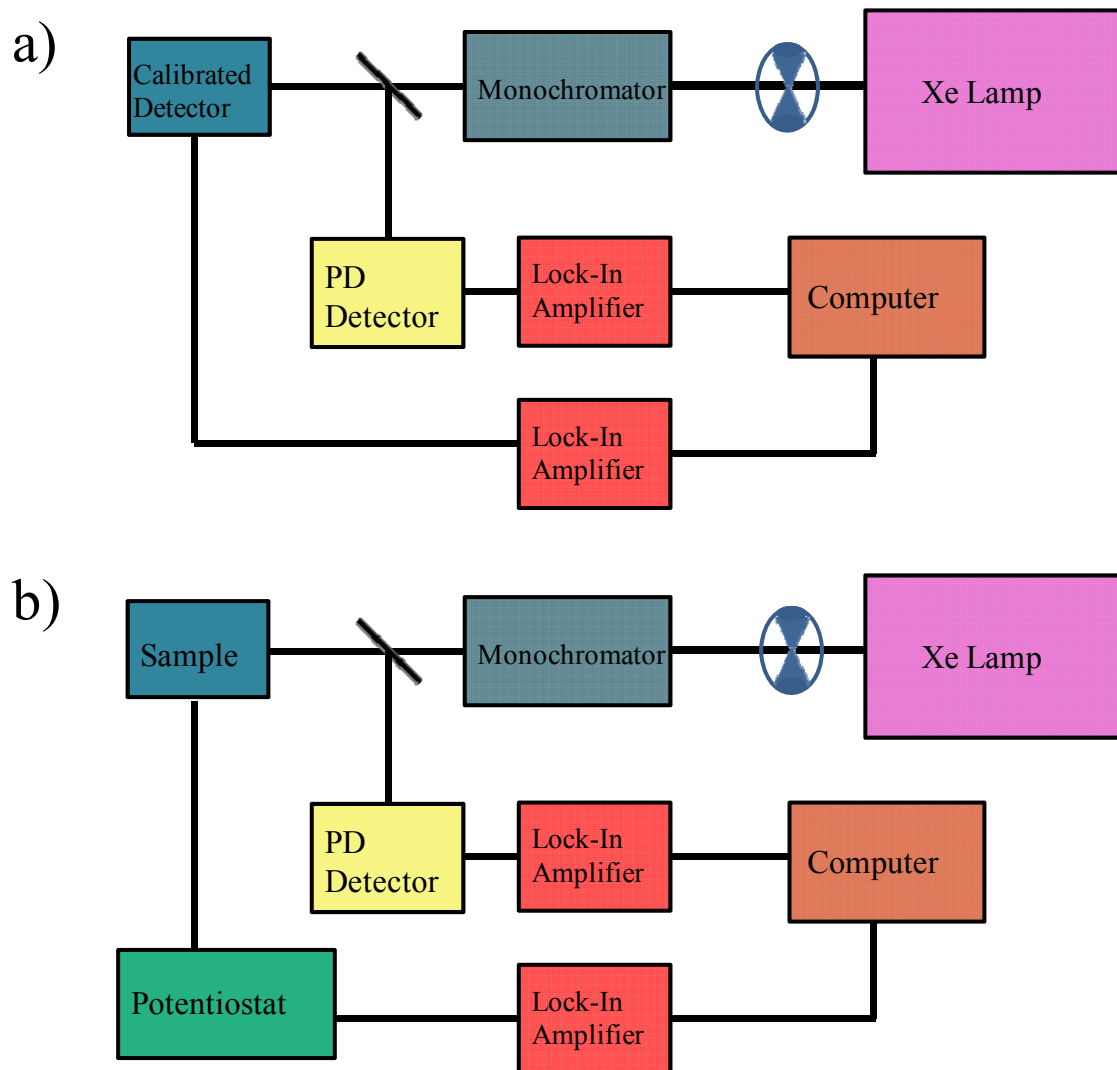 a)
Calibrated
Detector
Monochromator
Xe Lamp
PD
Detector
Lock-In
Amplifier
Computer
Lock-In
Amplifier
b)
Sample
Monochromator
Xe Lamp
PD
Detector
Lock-In
Amplifier
Computer
Potentiostat
Lock-In
Amplifier